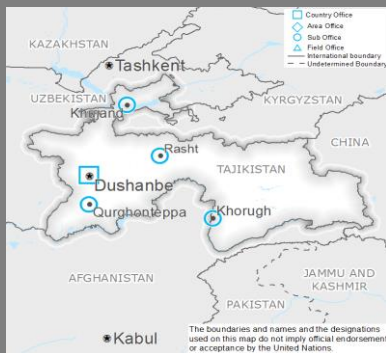 Country Office
Area Office
Sub Office
Field Office
International boundary
Undetermined Boundary
KAZAKHSTAN
Tashkent
UZBEKISTAN
KYRGYZSTAN
Khujand
CHINA
Rasht
TAJIKISTAN
Dushanbe
Qurghonteppa
Khorugh
AFGHANISTAN
JAMMU AND
KASHMIR
PAKISTAN
Kabul
The boundaries and names and the designations
used on this map do not imply official endorsement
or acceptance by the United Nations.